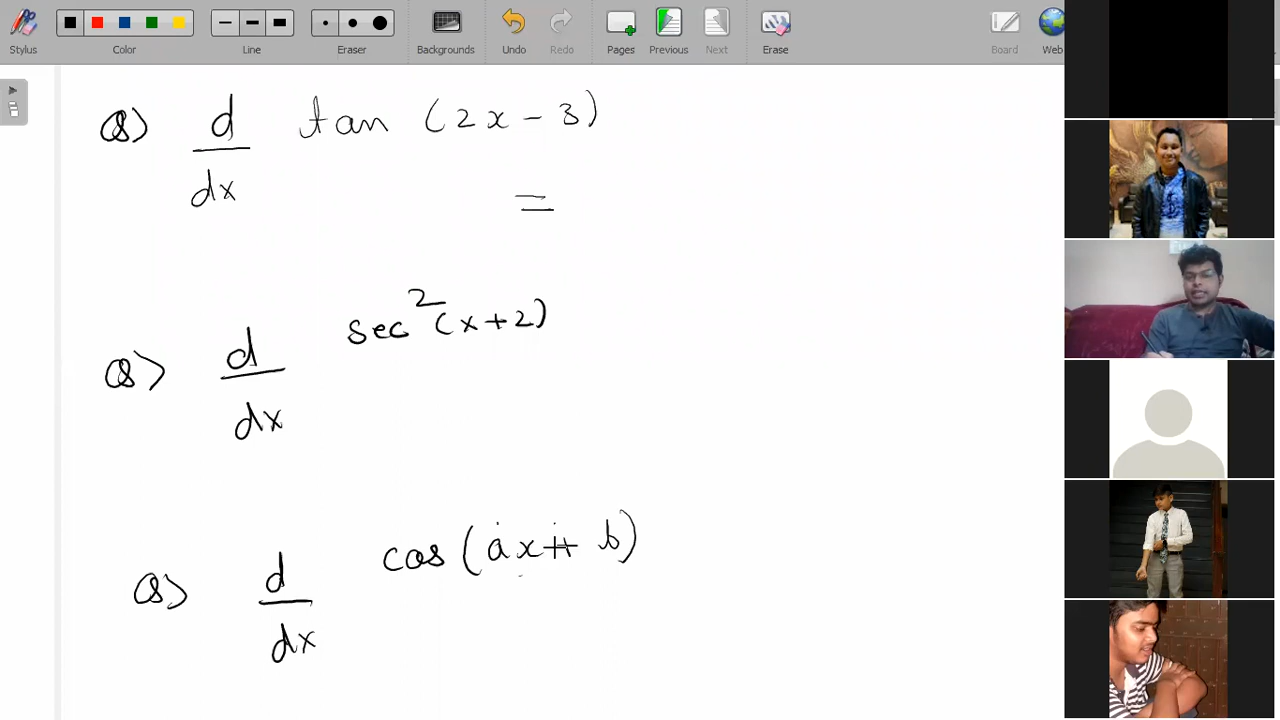 Stylus Color Line Eraser Backgrounds Undo Redo Pages Previous Next Erase Board Web
Q) d/dx tan (2x - 3)
=
Q> d/dx sec²(x+2)
Q> d/dx cos (ax + b)